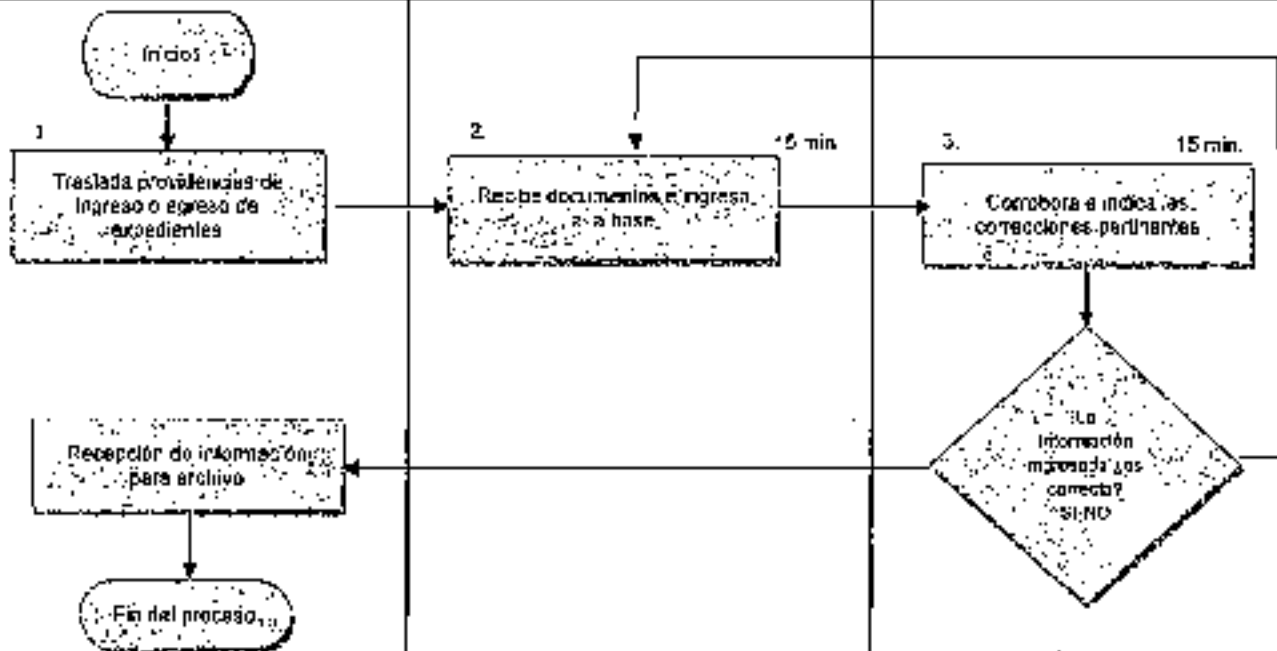 Inicio
1
Traslada providencias de
ingreso o egreso de
expedientes
2.
15 min
Recibe documentos e ingresa
a la base
3.
15 min.
Corrobora e indica las
correcciones pertinentes
¿La
información
ingresada es
correcta?
SI NO
Recepción de información
para archivo
Fin del proceso